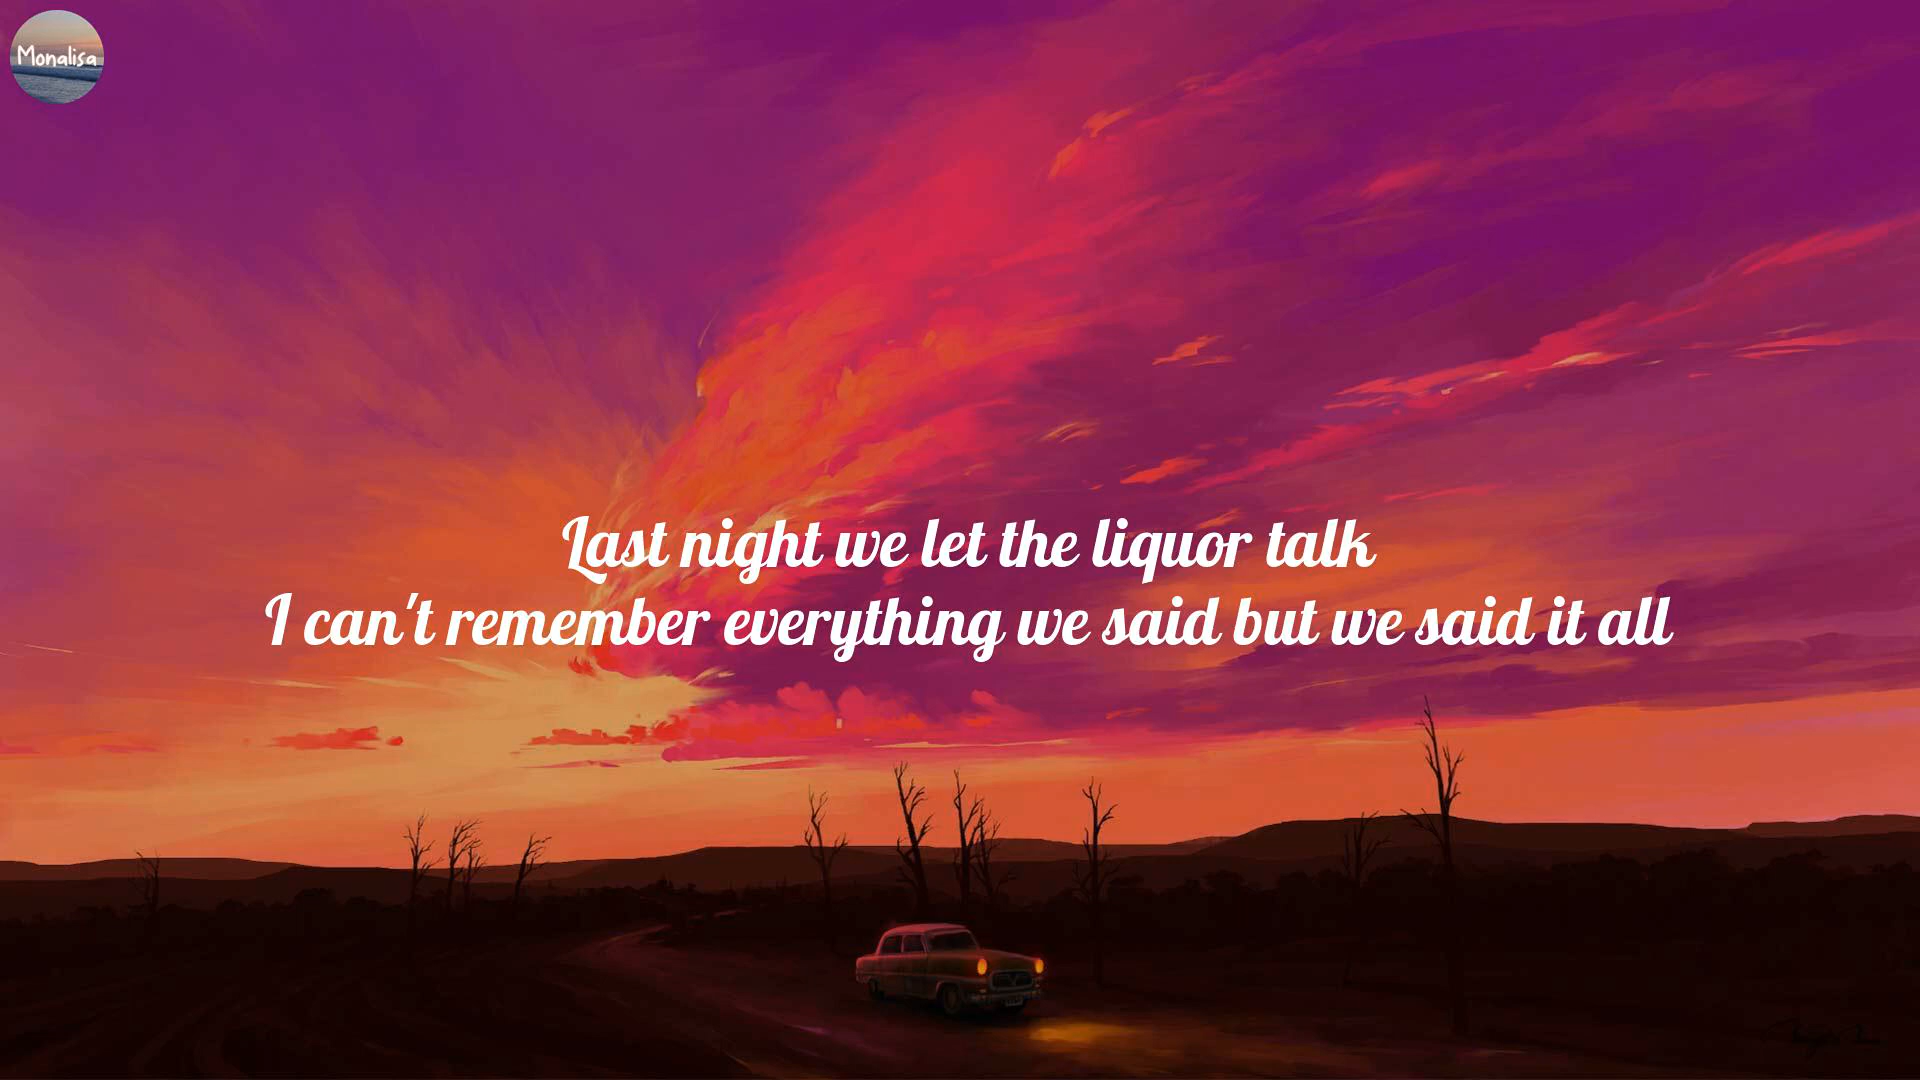 Monalisa
Last night we let the liquor talk
I can't remember everything we said but we said it all